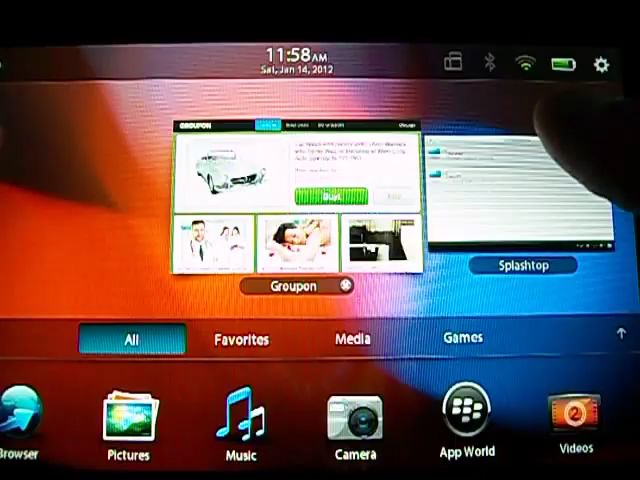 11:58AM
Sat, Jan 14, 2012
GROUPON
Buy!
Groupon
Splashtop
All
Favorites
Media
Games
Browser
Pictures
Music
Camera
App World
Videos